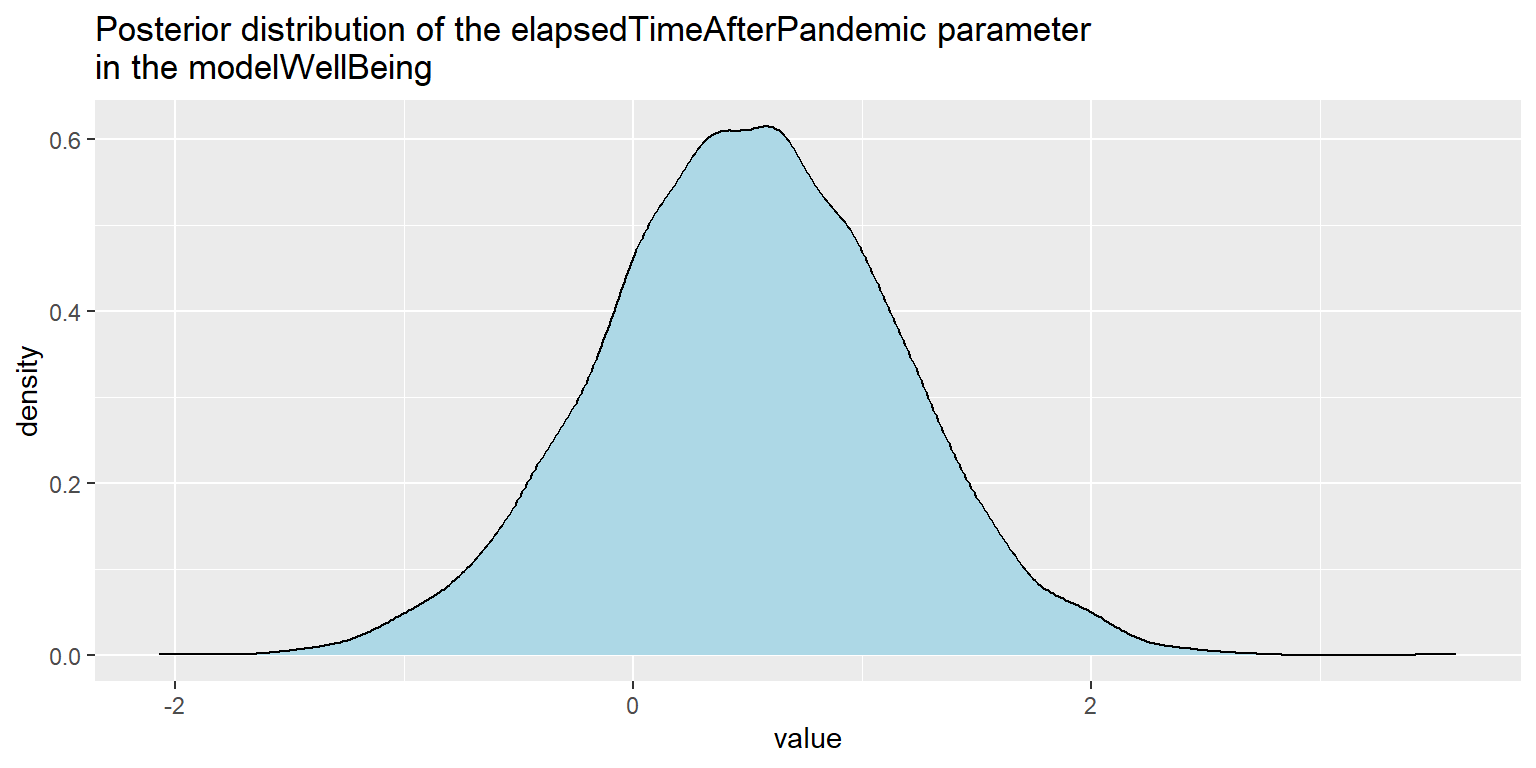 Posterior distribution of the elapsedTimeAfterPandemic parameter
in the modelWellBeing
0.6
0.4
0.2
0.0
density
-2
0
2
value